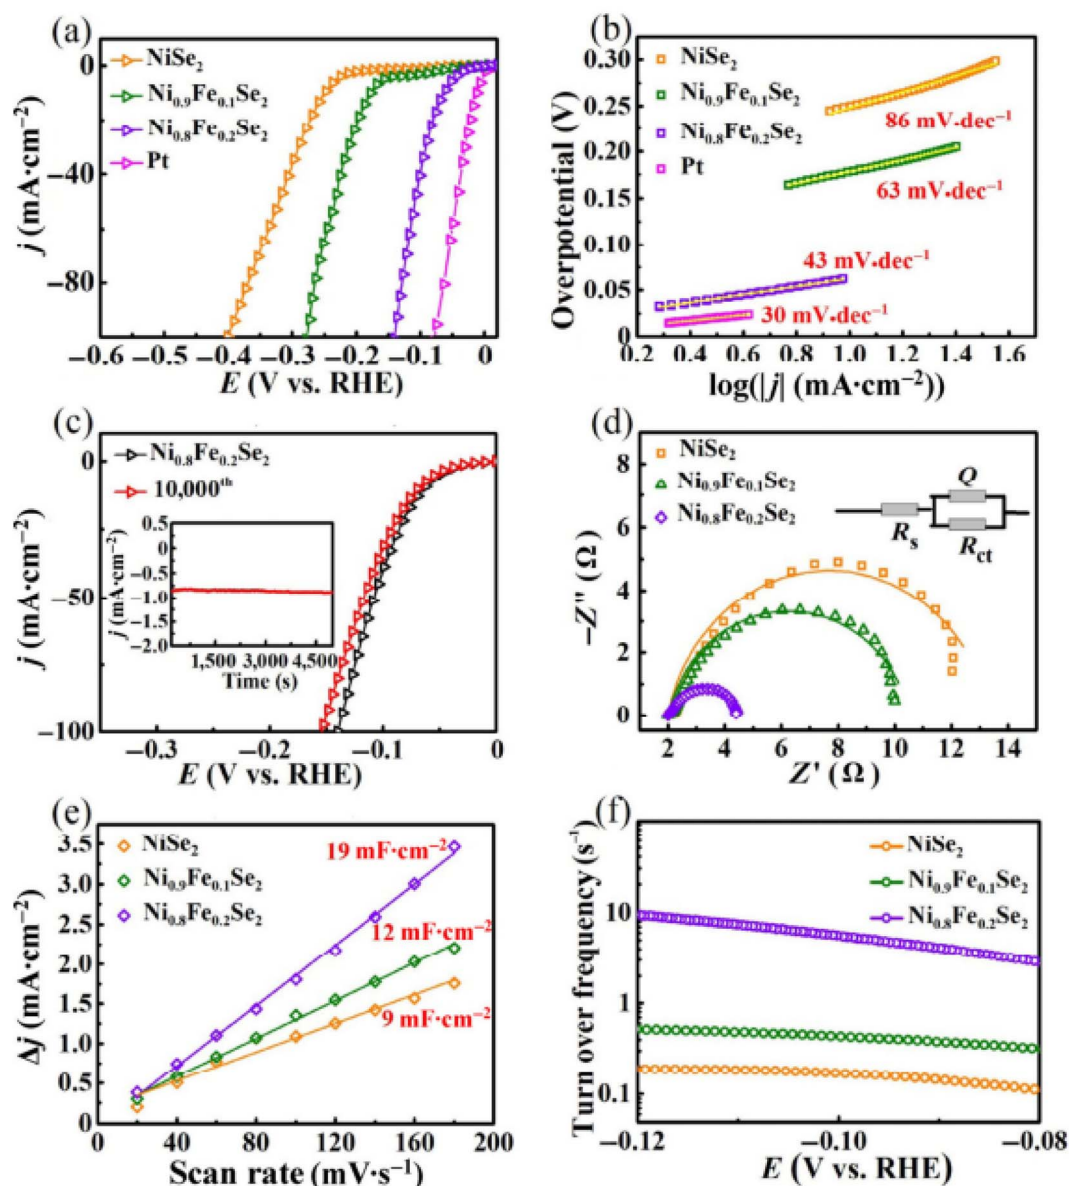 (a)
NiSe₂
Ni₀.₉Fe₀.₁Se₂
Ni₀.₈Fe₀.₂Se₂
Pt
0
−40
−80
j (mA·cm⁻²)
−0.6 −0.5 −0.4 −0.3 −0.2 −0.1 0
E (V vs. RHE)
(b)
NiSe₂
Ni₀.₉Fe₀.₁Se₂
Ni₀.₈Fe₀.₂Se₂
Pt
86 mV·dec⁻¹
63 mV·dec⁻¹
43 mV·dec⁻¹
30 mV·dec⁻¹
0.30
0.25
0.20
0.15
0.10
0.05
0
Overpotential (V)
0.2 0.4 0.6 0.8 1.0 1.2 1.4 1.6
log(|j| (mA·cm⁻²)
(c)
Ni₀.₈Fe₀.₂Se₂
10,000ᵗʰ
0
−50
−100
j (mA·cm⁻²)
0.5
0
−0.5
−1.0
−1.5
−2.0
j (mA·cm⁻²)
1,500 3,000 4,500
Time (s)
−0.3 −0.2 −0.1 0
E (V vs. RHE)
(d)
NiSe₂
Ni₀.₉Fe₀.₁Se₂
Ni₀.₈Fe₀.₂Se₂
Q
Rₛ
R_ct
8
6
4
2
0
−Z" (Ω)
2 4 6 8 10 12 14
Z' (Ω)
(e)
NiSe₂
Ni₀.₉Fe₀.₁Se₂
Ni₀.₈Fe₀.₂Se₂
19 mF·cm⁻²
12 mF·cm⁻²
9 mF·cm⁻²
3.5
3.0
2.5
2.0
1.5
1.0
0.5
0
Δj (mA·cm⁻²)
0 40 80 120 160 200
Scan rate (mV·s⁻¹)
(f)
NiSe₂
Ni₀.₉Fe₀.₁Se₂
Ni₀.₈Fe₀.₂Se₂
10
1
0.1
Turn over frequency (s⁻¹)
−0.12 −0.10 −0.08
E (V vs. RHE)